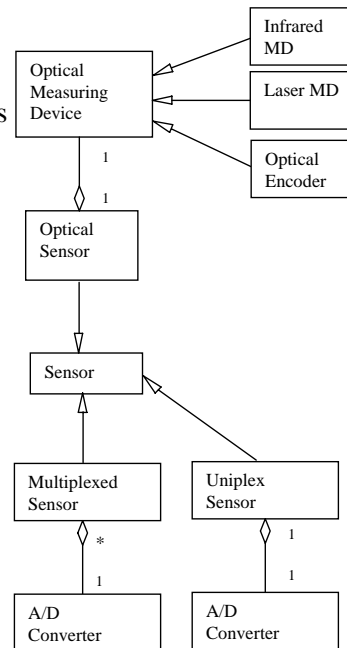 Infrared
MD
Optical
Measuring
Device
Laser MD
s
Optical
Encoder
1
1
Optical
Sensor
Sensor
Multiplexed
Sensor
Uniplex
Sensor
*
1
1
1
A/D
Converter
A/D
Converter